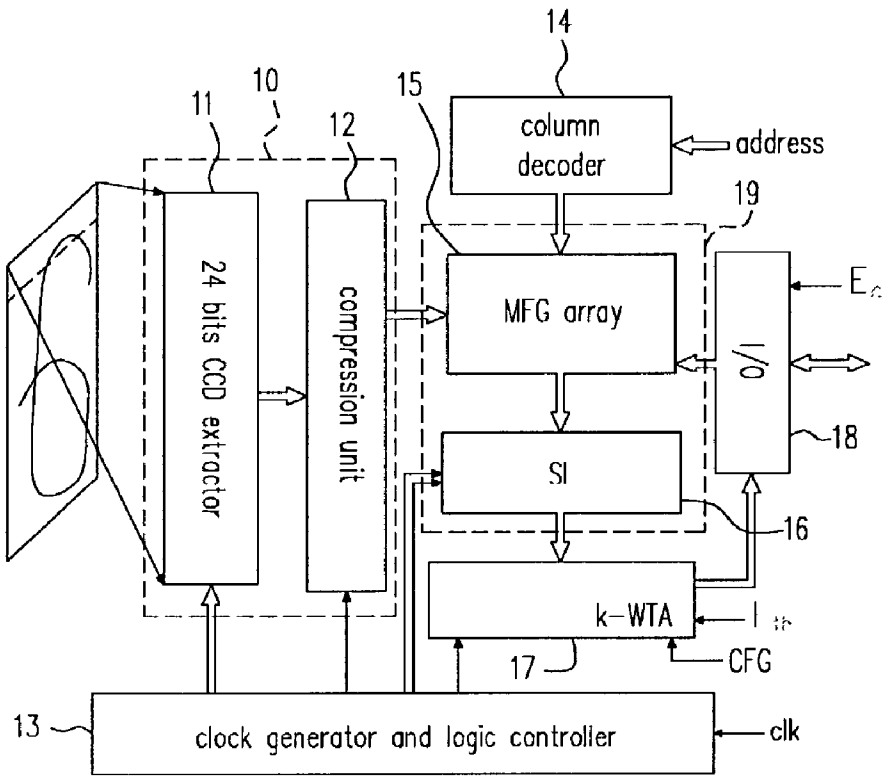 14
10
11
12
15
column
decoder
address
19
24 bits CCD extractor
compression unit
MFG array
I/O
18
SI
16
k-WTA
17
CFG
13
clock generator and logic controller
clk